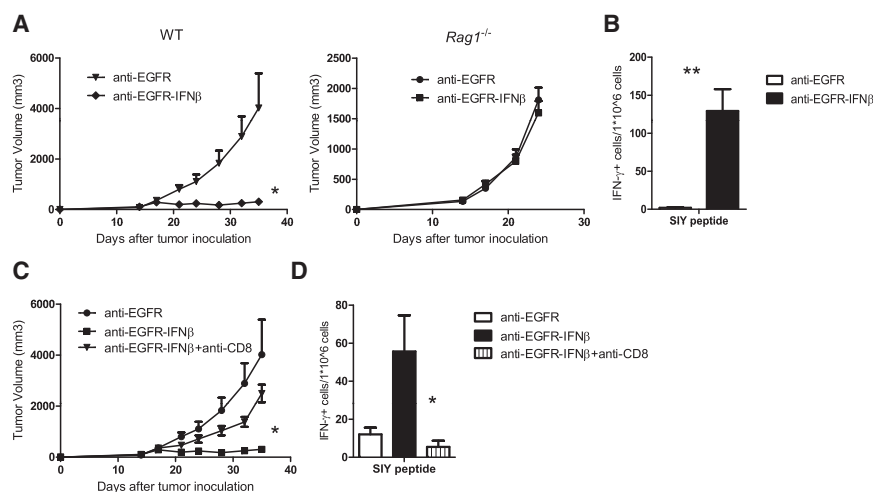 A
WT
Tumor Volume (mm3)
6000
4000
2000
0
anti-EGFR
anti-EGFR-IFNβ
*
0 10 20 30 40
Days after tumor inoculation
Rag1-/-
Tumor Volume (mm3)
2500
2000
1500
1000
500
0
anti-EGFR
anti-EGFR-IFNβ
0 10 20 30
Days after tumor inoculation
B
IFN-γ+ cells/1*10^6 cells
200
150
100
50
0
**
anti-EGFR
anti-EGFR-IFNβ
SIY peptide
C
Tumor Volume (mm3)
6000
4000
2000
0
anti-EGFR
anti-EGFR-IFNβ
anti-EGFR-IFNβ+anti-CD8
*
0 10 20 30 40
Days after tumor inoculation
D
IFN-γ+ cells/1*10^6 cells
80
60
40
20
0
*
anti-EGFR
anti-EGFR-IFNβ
anti-EGFR-IFNβ+anti-CD8
SIY peptide